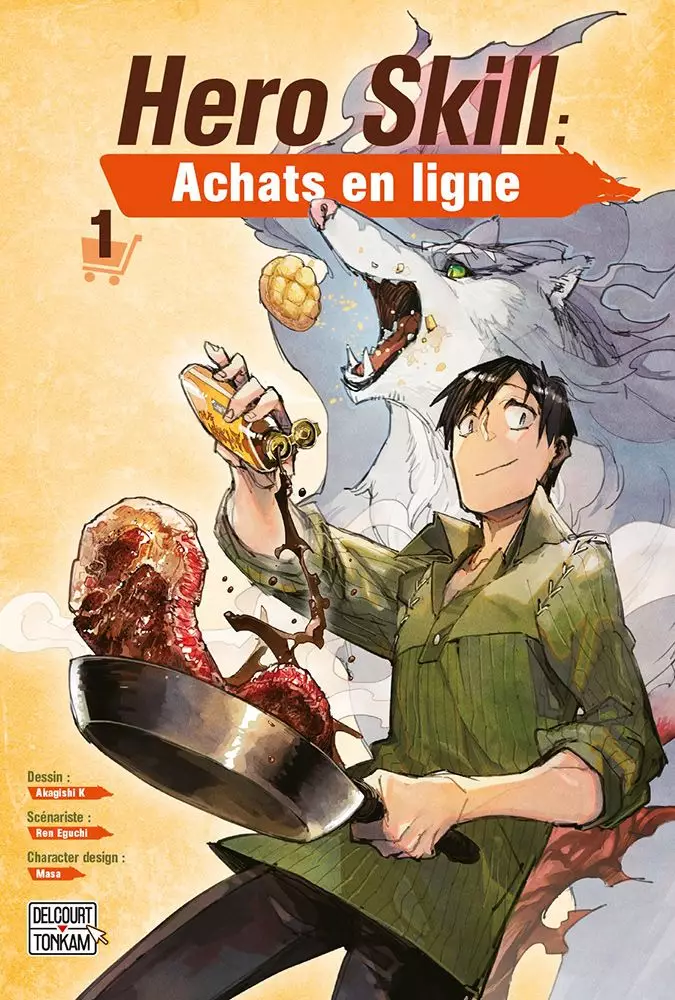 Hero Skill:
Achats en ligne
1
Dessin :
Akagishi K
Scénariste :
Ren Eguchi
Character design :
Masa
DELCOURT
TONKAM